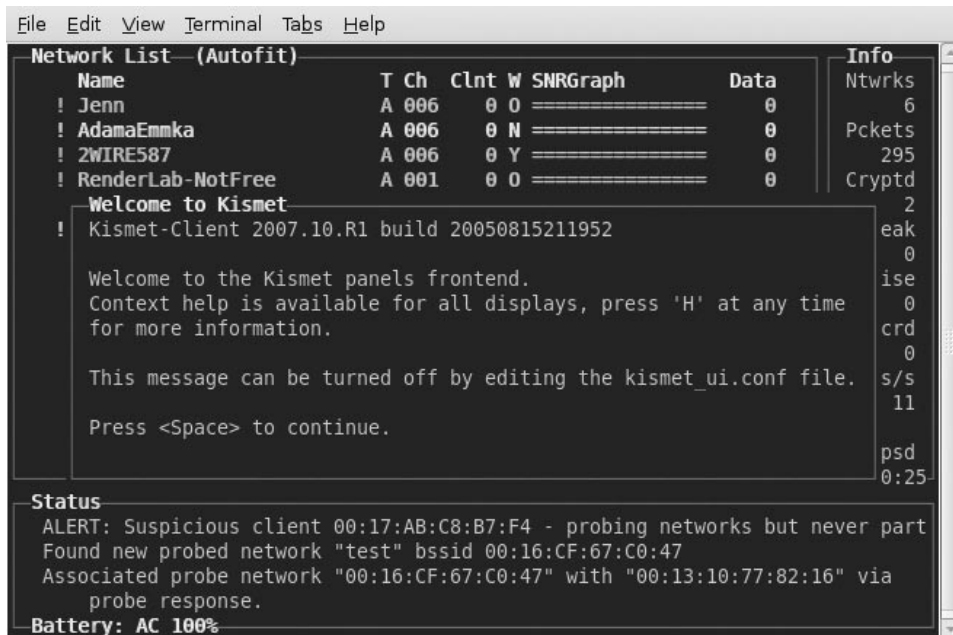 File Edit View Terminal Tabs Help
Network List—(Autofit) Info
Name T Ch Clnt W SNRGraph Data Ntwrks
! Jenn A 006 0 O =============== 0 6
! AdamaEmmka A 006 0 N =============== 0 Pckets
! 2WIRE587 A 006 0 Y =============== 0 295
! RenderLab-NotFree A 001 0 O =============== 0 Cryptd
Welcome to Kismet 2
! Kismet-Client 2007.10.R1 build 20050815211952 eak
0
Welcome to the Kismet panels frontend. ise
Context help is available for all displays, press 'H' at any time 0
for more information. crd
0
This message can be turned off by editing the kismet_ui.conf file. s/s
11
Press <Space> to continue.
psd
0:25
Status
ALERT: Suspicious client 00:17:AB:C8:B7:F4 - probing networks but never part
Found new probed network "test" bssid 00:16:CF:67:C0:47
Associated probe network "00:16:CF:67:C0:47" with "00:13:10:77:82:16" via
probe response.
Battery: AC 100%